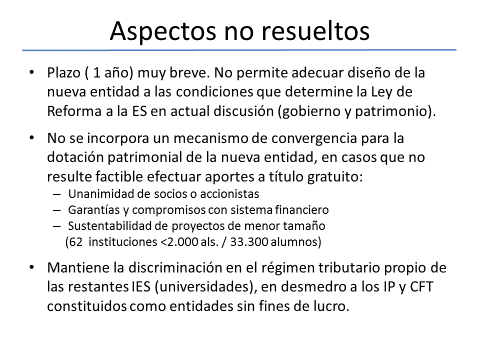 Aspectos no resueltos
• Plazo ( 1 año) muy breve. No permite adecuar diseño de la
nueva entidad a las condiciones que determine la Ley de
Reforma a la ES en actual discusión (gobierno y patrimonio).
• No se incorpora un mecanismo de convergencia para la
dotación patrimonial de la nueva entidad, en casos que no
resulte factible efectuar aportes a título gratuito:
– Unanimidad de socios o accionistas
– Garantías y compromisos con sistema financiero
– Sustentabilidad de proyectos de menor tamaño
(62 instituciones <2.000 als. / 33.300 alumnos)
• Mantiene la discriminación en el régimen tributario propio de
las restantes IES (universidades), en desmedro a los IP y CFT
constituidos como entidades sin fines de lucro.